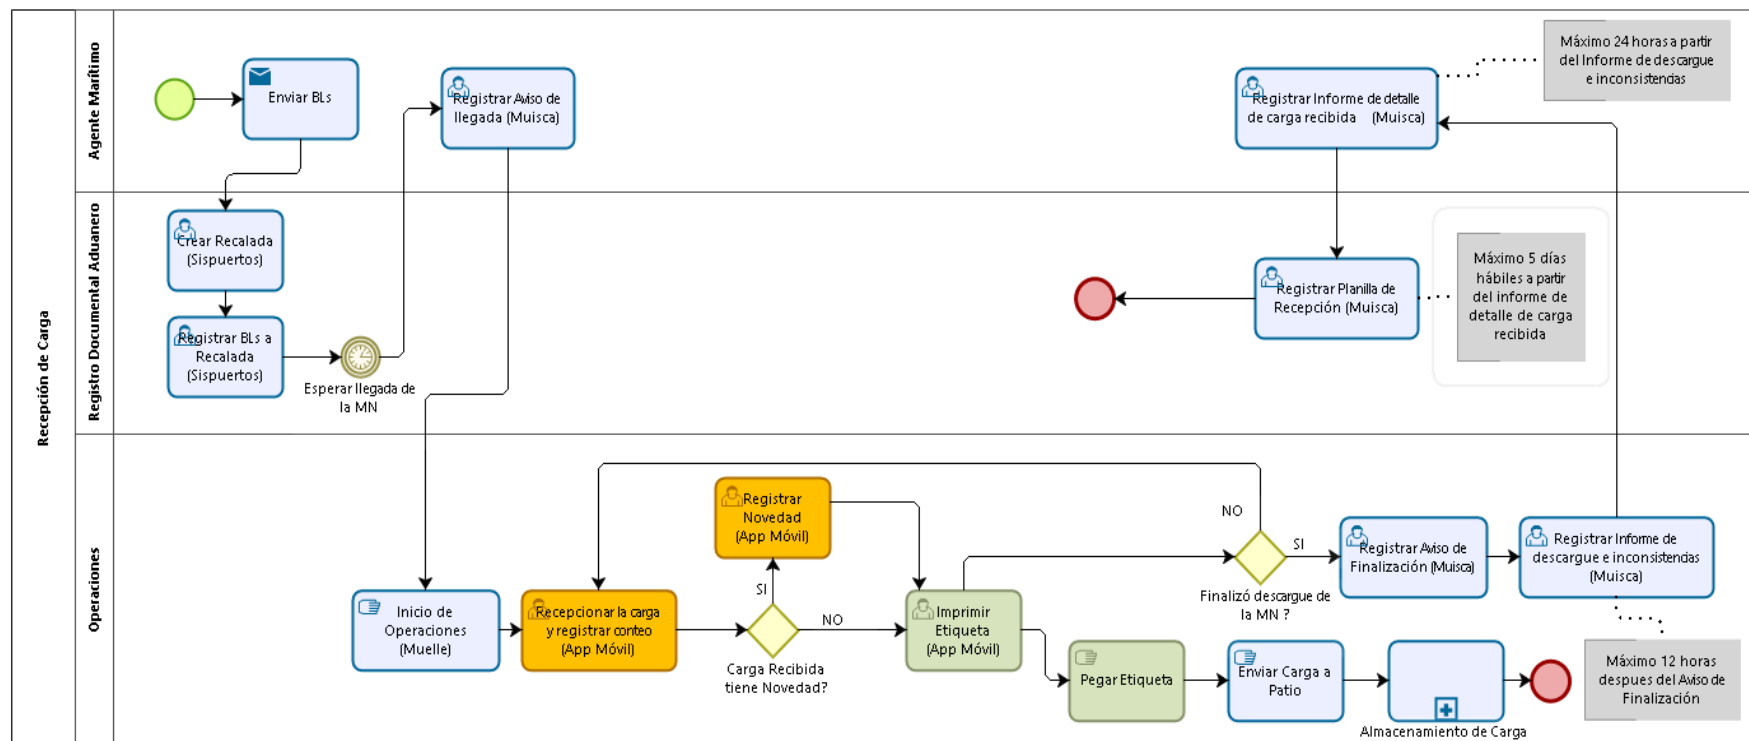 Recepción de Carga
Agente Marítimo
Enviar BLs
Registrar Aviso de
llegada (Muisca)
Registrar Informe de detalle
de carga recibida (Muisca)
Máximo 24 horas a partir
del Informe de descargue
e inconsistencias
Registro Documental Aduanero
Crear Recalada
(Sispuertos)
Registrar BLs a
Recalada
(Sispuertos)
Esperar llegada de
la MN
Registrar Planilla de
Recepción (Muisca)
Máximo 5 días
hábiles a partir
del informe de
detalle de carga
recibida
Operaciones
Inicio de
Operaciones
(Muelle)
Recepcionar la carga
y registrar conteo
(App Móvil)
Registrar
Novedad
(App Móvil)
SI
NO
Carga Recibida
tiene Novedad?
Imprimir
Etiqueta
(App Móvil)
Pegar Etiqueta
Enviar Carga a
Patio
Almacenamiento de Carga
NO
SI
Finalizó descargue de
la MN ?
Registrar Aviso de
Finalización (Muisca)
Registrar Informe de
descargue e inconsistencias
(Muisca)
Máximo 12 horas
despues del Aviso de
Finalización